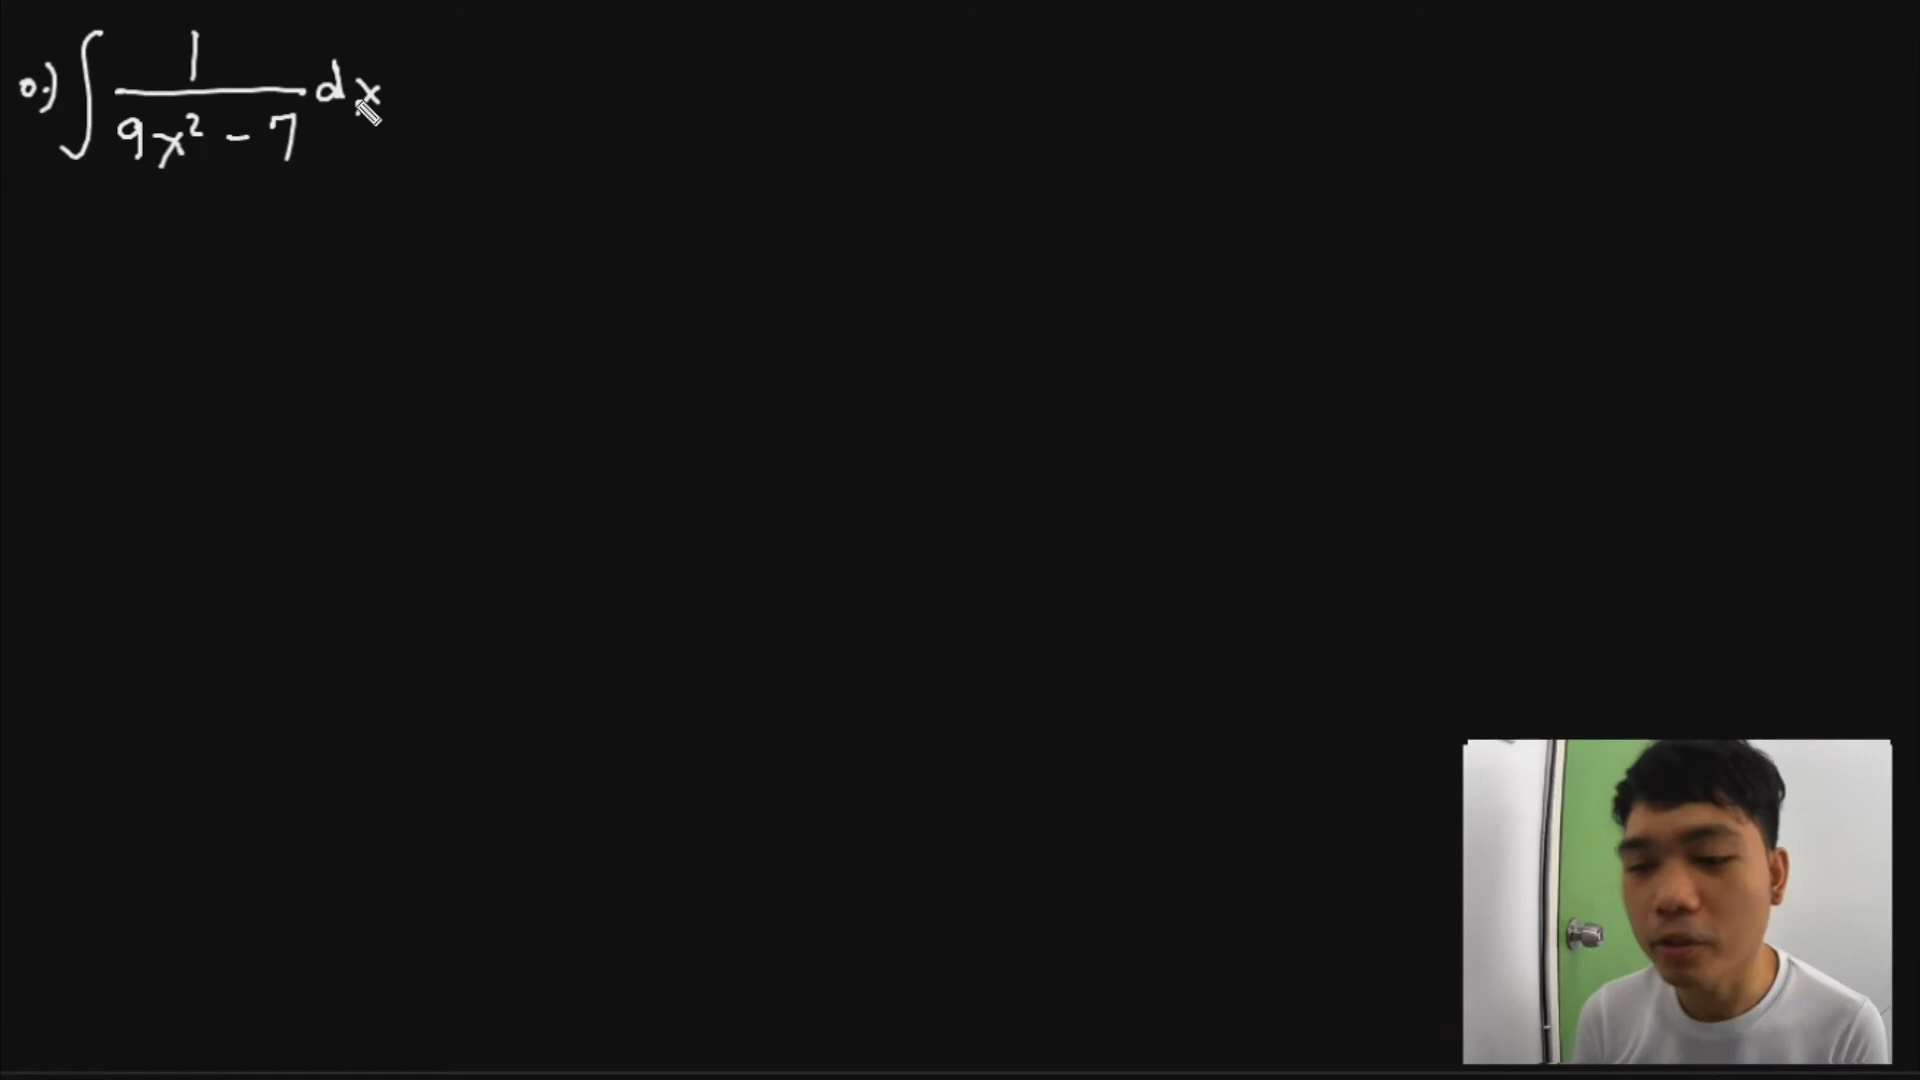 o.) ∫ 1/(9x² - 7) dx